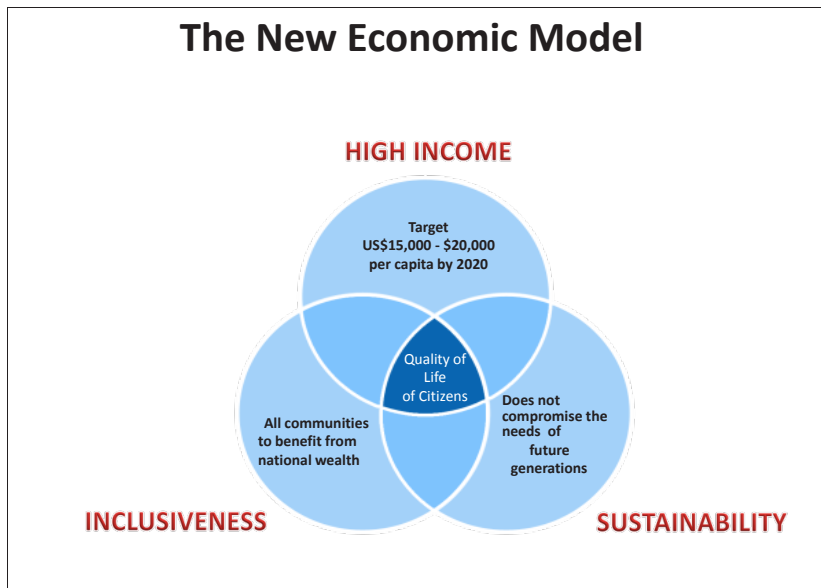 The New Economic Model
HIGH INCOME
Target
US$15,000 - $20,000
per capita by 2020
Quality of
Life
of Citizens
All communities
to benefit from
national wealth
Does not
compromise the
needs of
future
generations
INCLUSIVENESS
SUSTAINABILITY